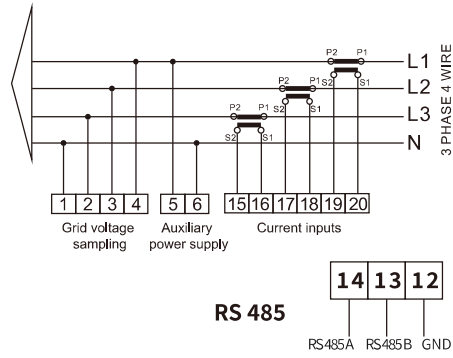 P2 P1 L1
P2 P1 S2 S1 L2
P2 P1 S2 S1 L3
S2 S1 N
3 PHASE 4 WIRE
1 2 3 4 5 6 15 16 17 18 19 20
Grid voltage sampling
Auxiliary power supply
Current inputs
14 13 12
RS 485
RS485A RS485B GND